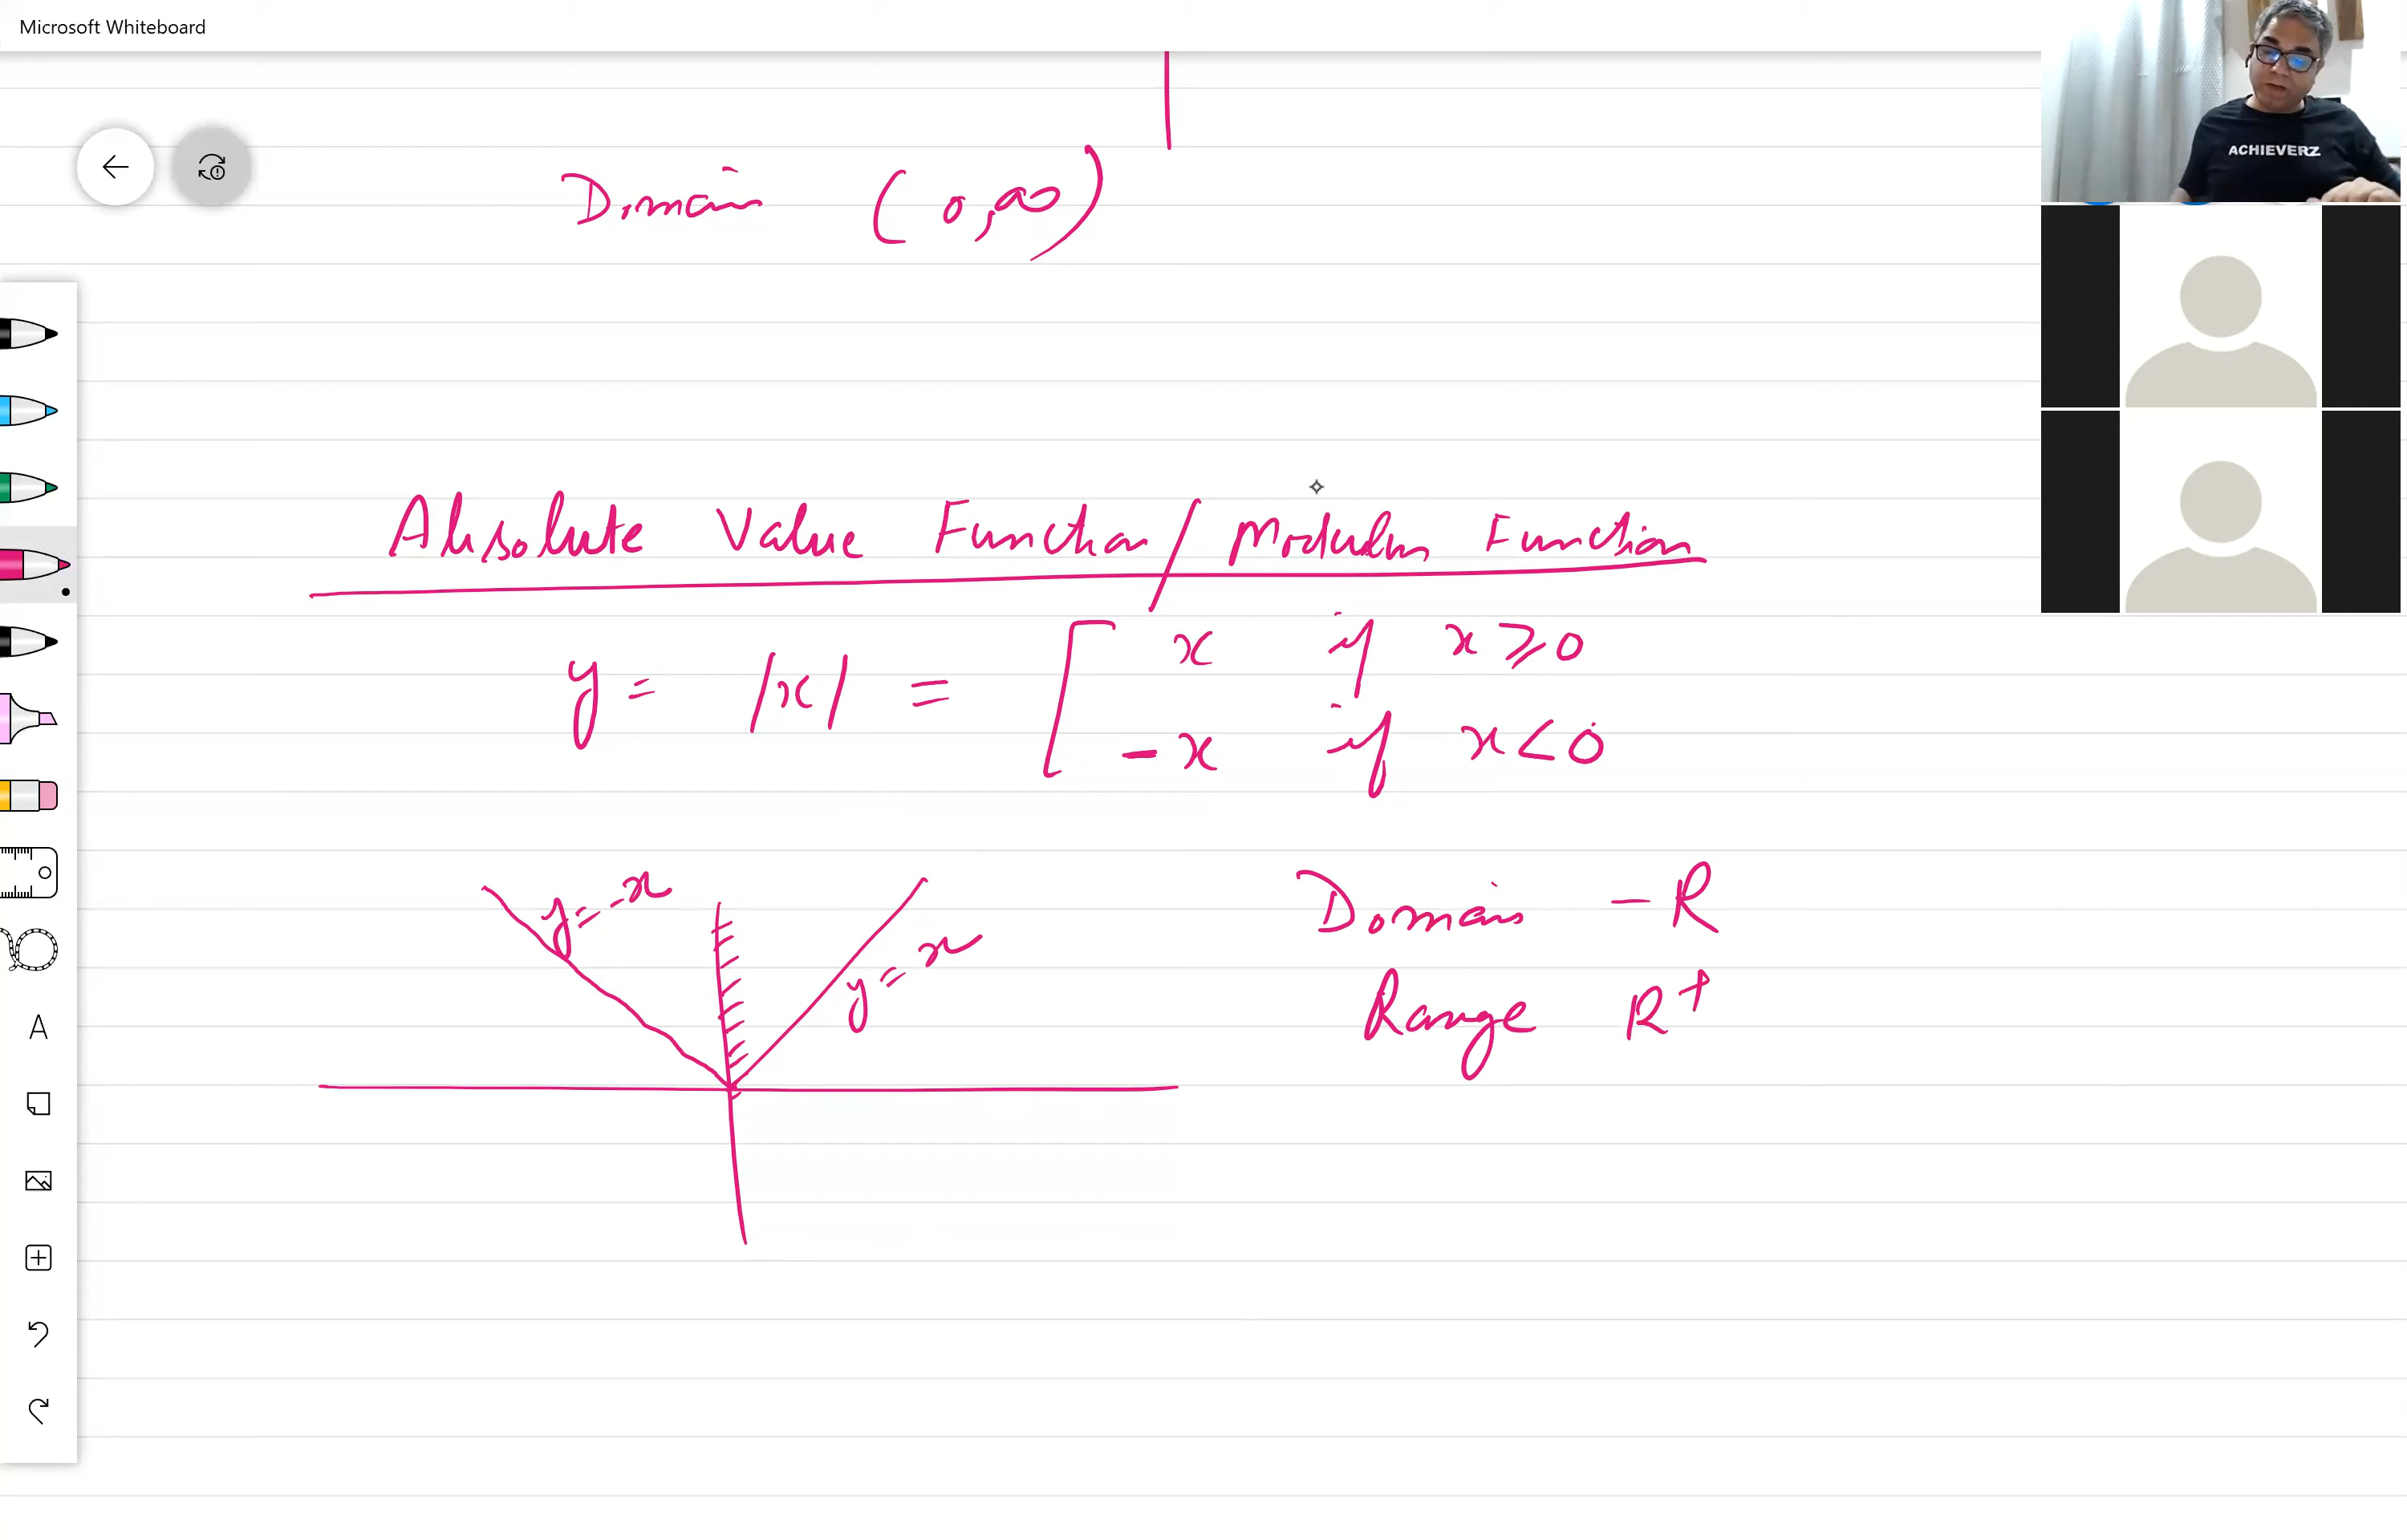 Microsoft Whiteboard
ACHIEVERZ
Domain (0,∞)
Absolute Value Function / Modulus Function
y = |x| = [ x if x ⩾ 0
-x if x < 0
y = -x
y = x
Domain - R
Range R⁺
A